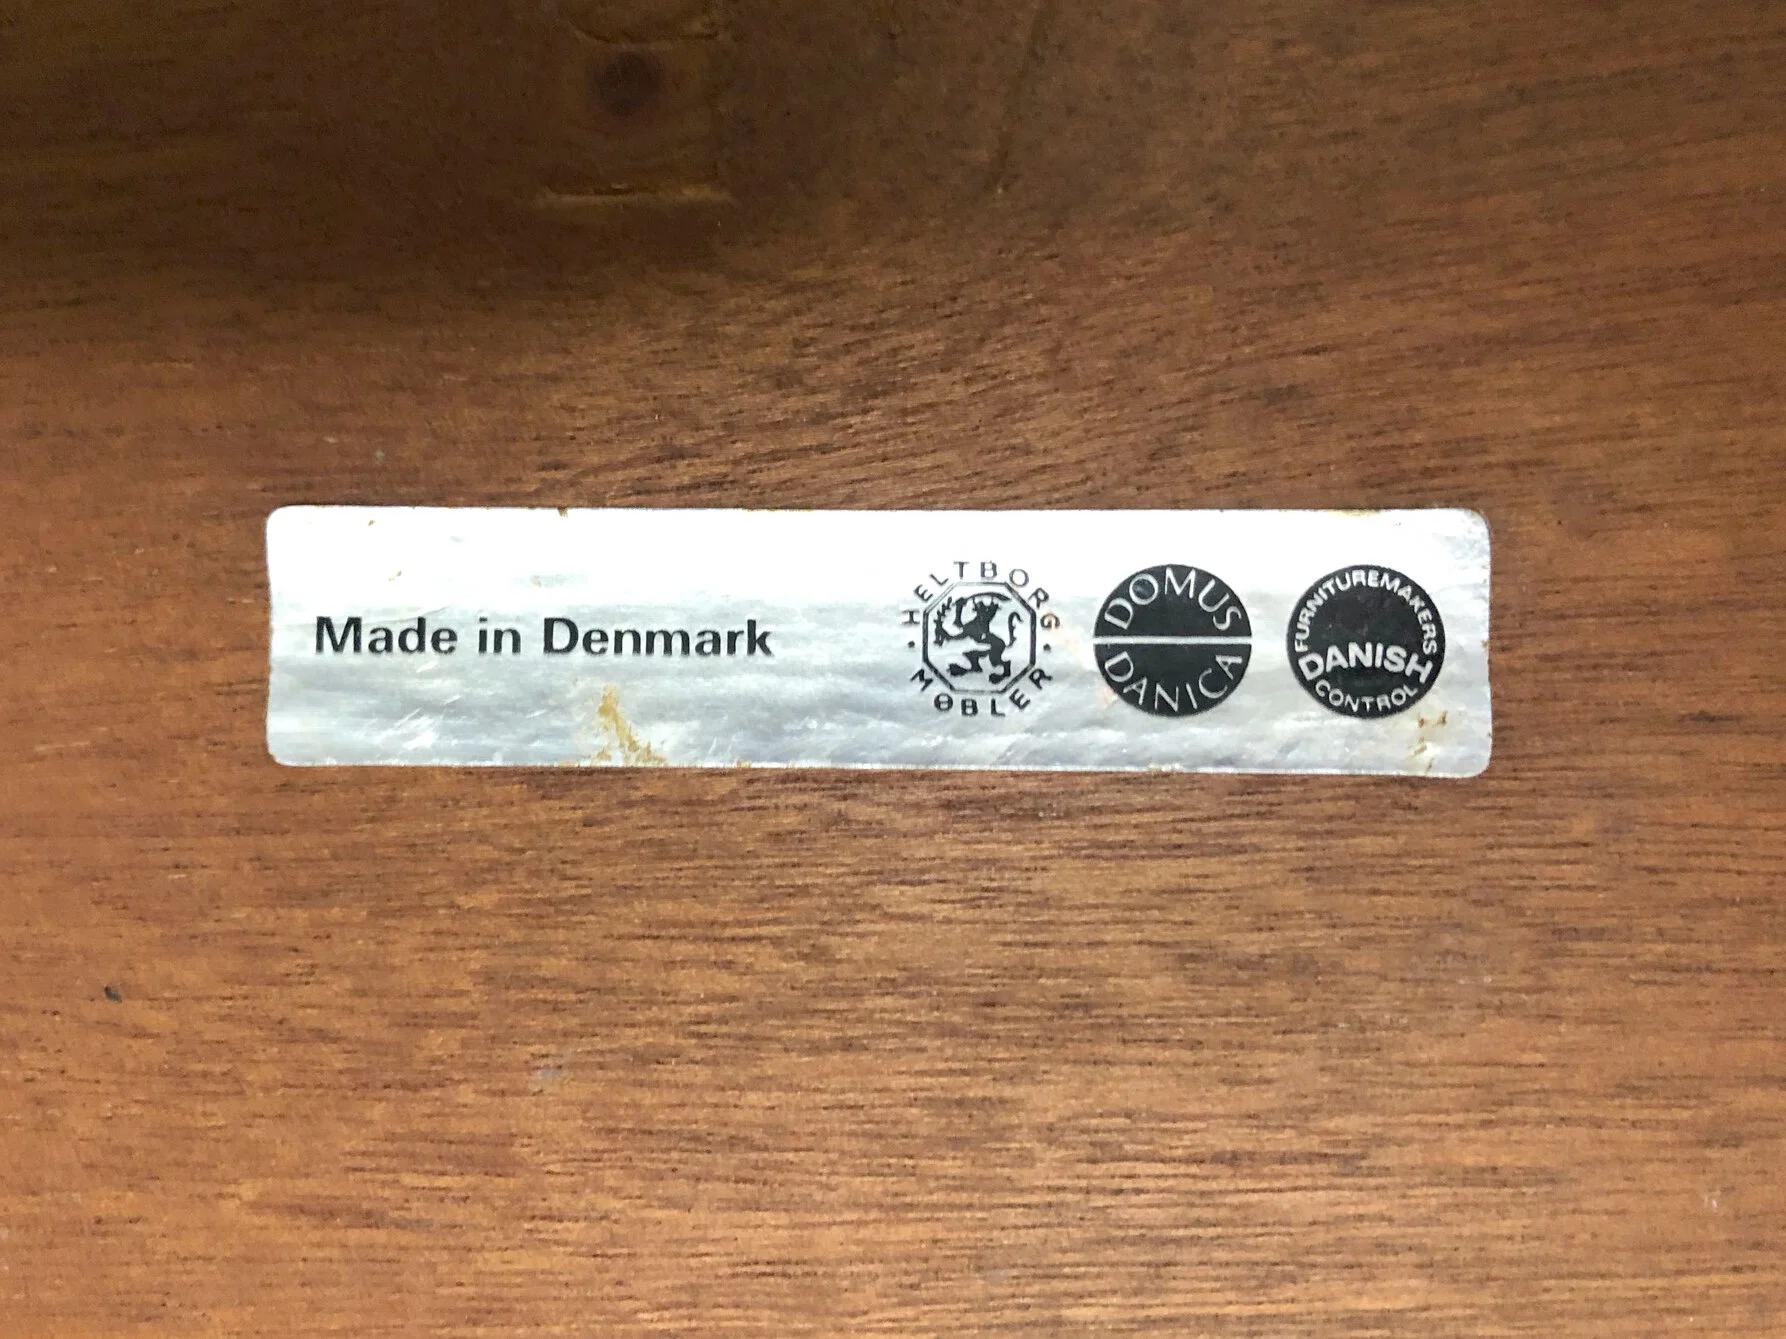 Made in Denmark
HELTBORG
MØBLER
DOMUS
DANICA
FURNITUREMAKERS
DANISH
CONTROL